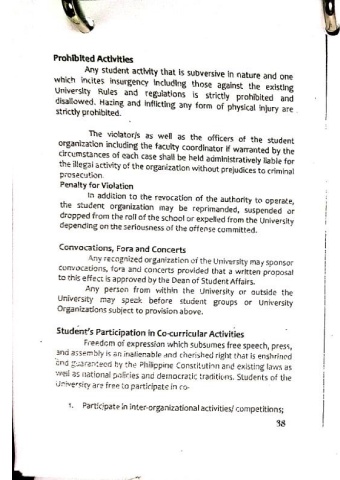 Prohibited Activities
Any student activity that is subversive in nature and one
which incites insurgency including those against the existing
University Rules and regulations is strictly prohibited and
disallowed. Hazing and inflicting any form of physical injury are
strictly prohibited.
The violator/s as well as the officers of the student
organization including the faculty coordinator if warranted by the
circumstances of each case shall be held administratively liable for
the illegal activity of the organization without prejudices to criminal
prosecution
Penalty for Violation
In addition to the revocation of the authority to operate,
the student organization may be reprimanded, suspended or
dropped from the roll of the school or expelled from the University
depending on the seriousness of the offense committed.
Convocations, Fora and Concerts
Any recognized organization of the University may sponsor
convocations, fora and concerts provided that a written proposal
to this effect is approved by the Dean of Student Affairs.
Any person from within the University or outside the
University may speak before student groups or University
Organizations subject to provision above.
Student's Participation in Co-curricular Activities
Freedom of expression which subsumes free speech, press,
and assembly is an inalienable and cherished right that is enshrined
and guaranteed by the Philippine Constitution and existing laws as
well as national policies and democratic traditions. Students of the
University are free to participate in co-
1. Participate in inter-organizational activities/ competitions;
38